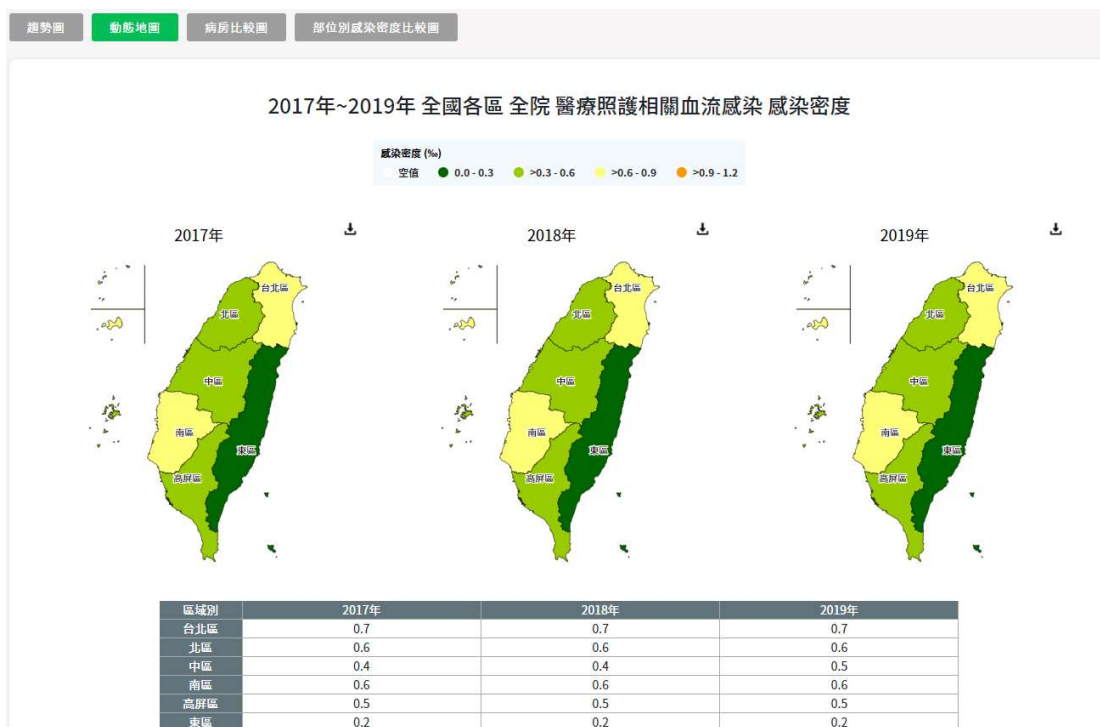 趨勢圖 動態地圖 病房比較圖 部位別感染密度比較圖
2017年~2019年 全國各區 全院 醫療照護相關血流感染 感染密度
感染密度 (‰)
空值 0.0 - 0.3 >0.3 - 0.6 >0.6 - 0.9 >0.9 - 1.2
2017年 2018年 2019年
台北區 台北區 台北區
北區 北區 北區
中區 中區 中區
南區 南區 南區
東區 東區 東區
高屏區 高屏區 高屏區
區域別 2017年 2018年 2019年
台北區 0.7 0.7 0.7
北區 0.6 0.6 0.6
中區 0.4 0.4 0.5
南區 0.6 0.6 0.6
高屏區 0.5 0.5 0.5
東區 0.2 0.2 0.2